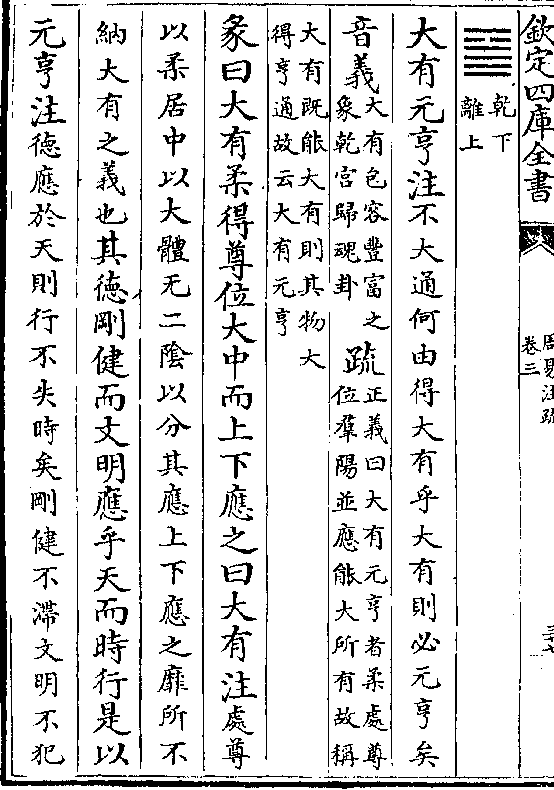 欽定四庫全書
周易注疏
卷三
乾下
離上
大有元亨注不大通何由得大有乎大有則必元亨矣
音義大有包容豐富之
象乾宮歸魂卦
疏正義曰大有元亨者柔處尊
位羣陽並應能大所有故稱
大有既能大有則其物大
得亨通故云大有元亨
彖曰大有柔得尊位大中而上下應之曰大有注處尊
以柔居中以大體无二陰以分其應上下應之靡所不
納大有之義也其德剛健而文明應乎天而時行是以
元亨注德應於天則行不失時矣剛健不滯文明不犯